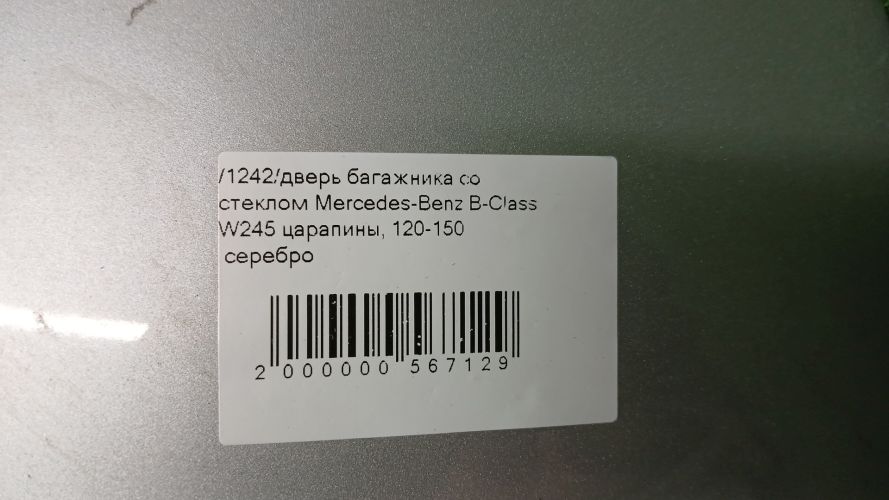 /1242/дверь багажника со
стеклом Mercedes-Benz B-Class
W245 царапины, 120-150
серебро
2 000000 567129